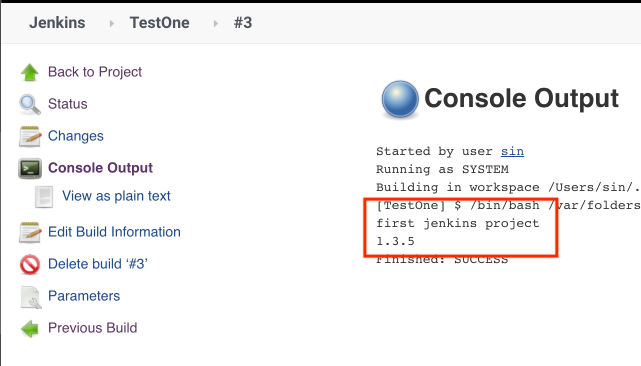 Jenkins TestOne #3
Back to Project
Status
Changes
Console Output
View as plain text
Edit Build Information
Delete build ‘#3’
Parameters
Previous Build
Console Output
Started by user sin
Running as SYSTEM
Building in workspace /Users/sin/.
[TestOne] $ /bin/bash /var/folders
first jenkins project
1.3.5
Finished: SUCCESS